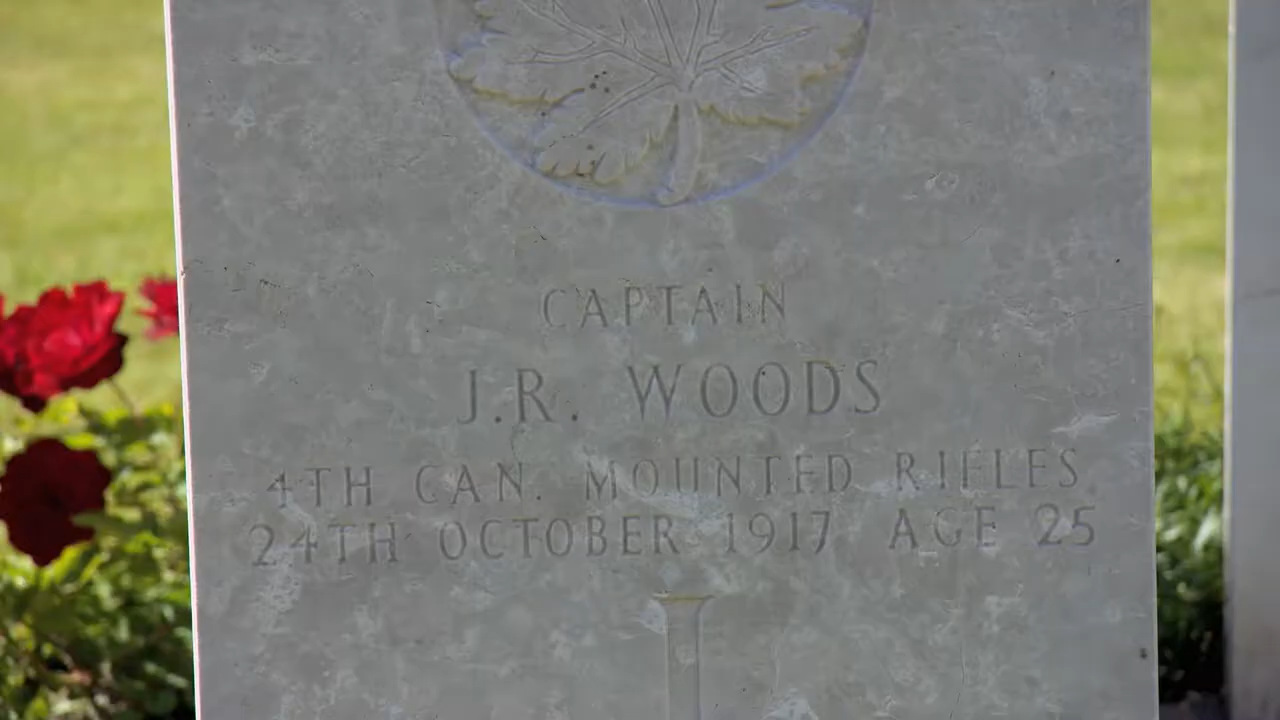 CAPTAIN
J.R. WOODS
4TH CAN. MOUNTED RIFLES
24TH OCTOBER 1917 AGE 25